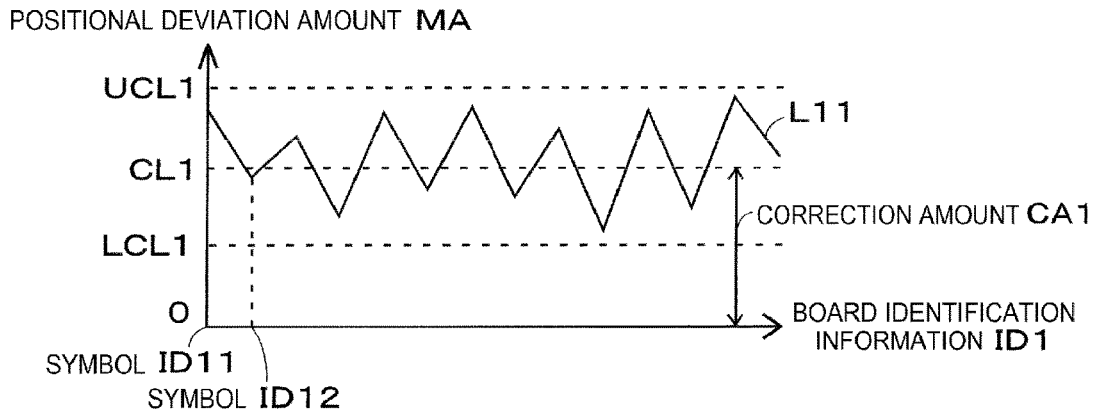 POSITIONAL DEVIATION AMOUNT MA
UCL1
L11
CL1
CORRECTION AMOUNT CA1
LCL1
0
BOARD IDENTIFICATION
INFORMATION ID1
SYMBOL ID11
SYMBOL ID12